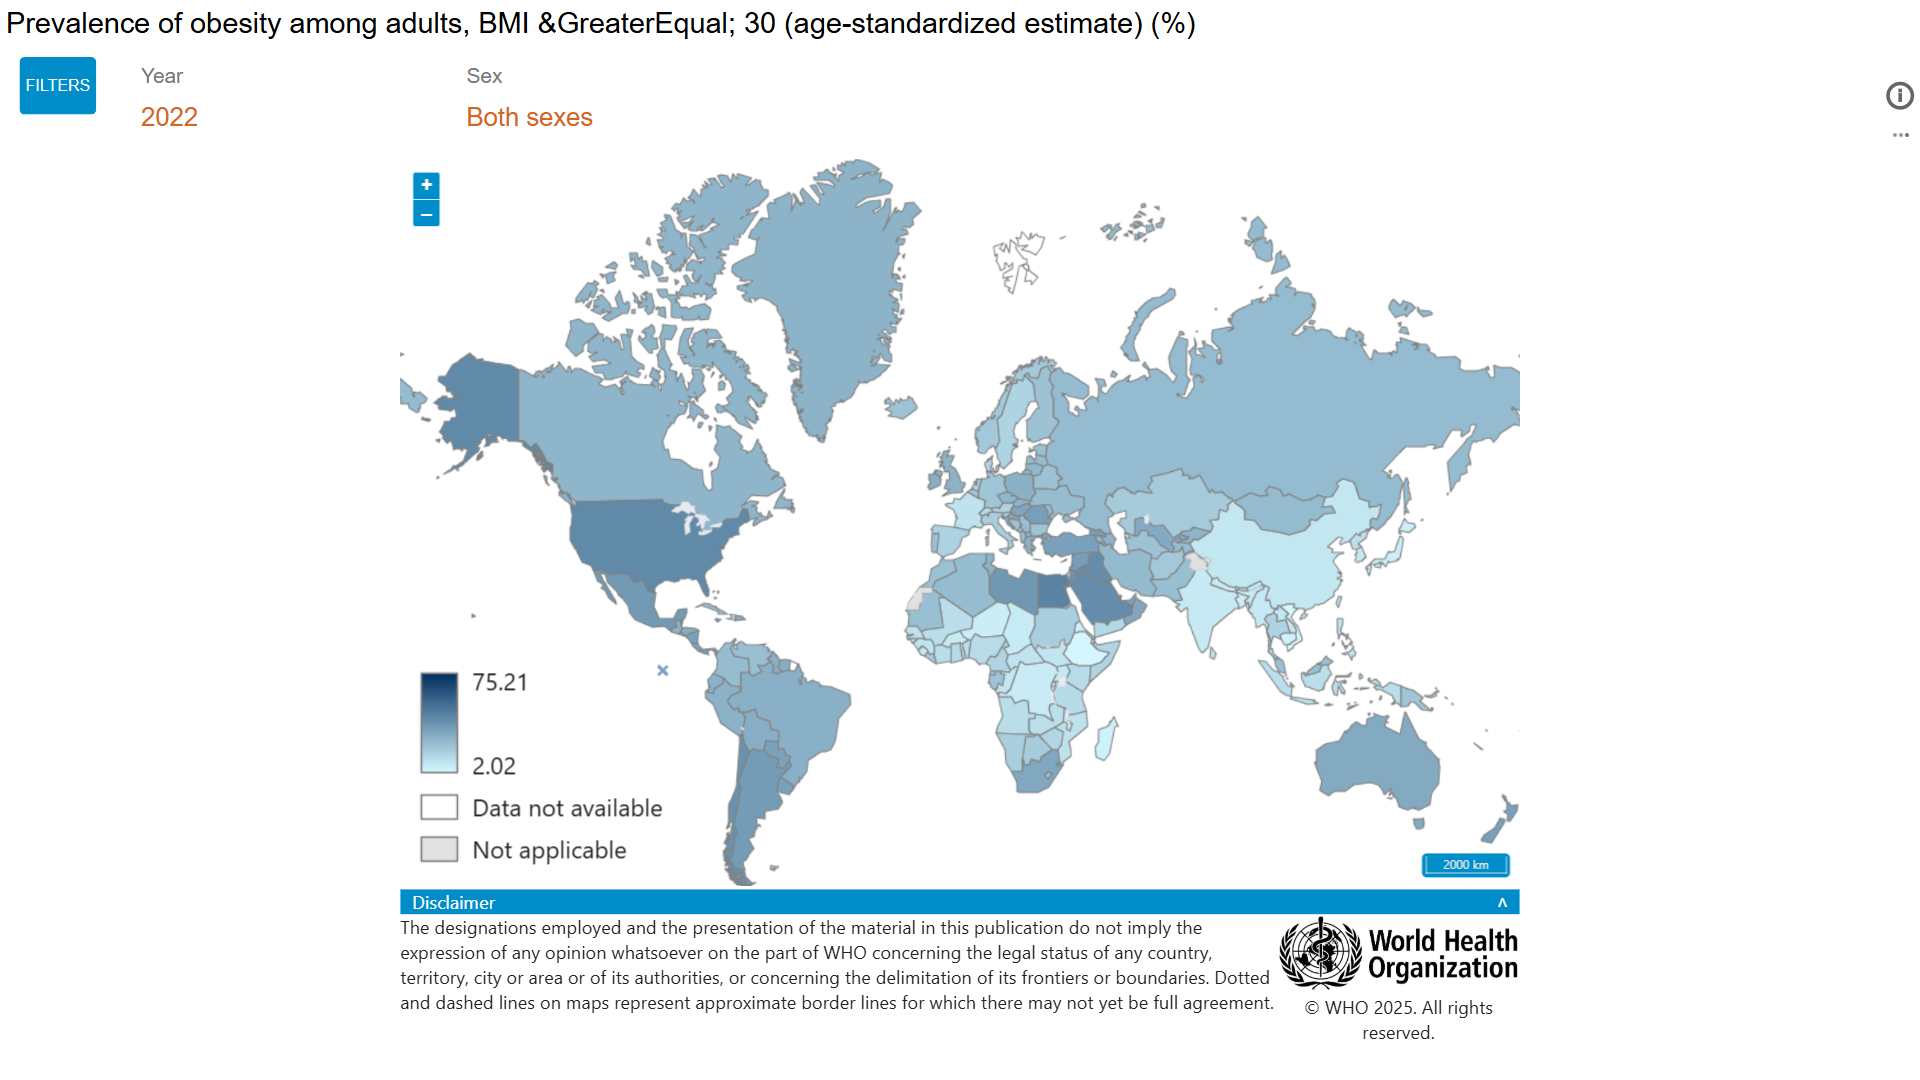 Prevalence of obesity among adults, BMI &GreaterEqual; 30 (age-standardized estimate) (%)
FILTERS
Year
2022
Sex
Both sexes
+
−
75.21
2.02
Data not available
Not applicable
2000 km
Disclaimer
The designations employed and the presentation of the material in this publication do not imply the
expression of any opinion whatsoever on the part of WHO concerning the legal status of any country,
territory, city or area or of its authorities, or concerning the delimitation of its frontiers or boundaries. Dotted
and dashed lines on maps represent approximate border lines for which there may not yet be full agreement.
World Health
Organization
© WHO 2025. All rights
reserved.